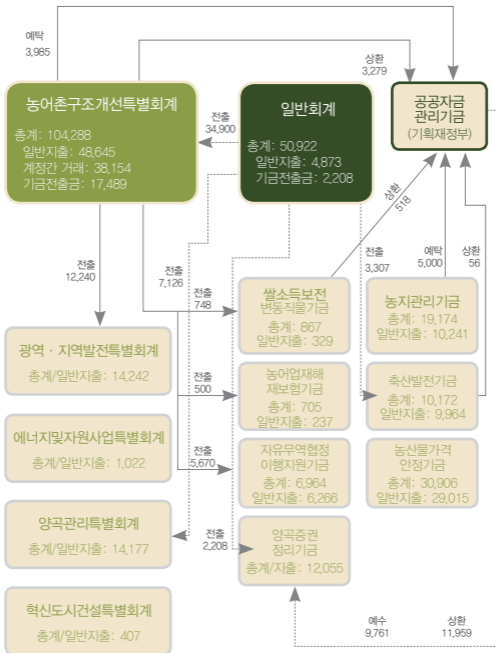 예탁
3,985
상환
3,279
농어촌구조개선특별회계
총계: 104,288
일반지출: 48,645
계정간 거래: 38,154
기금전출금: 17,489
전출
34,900
일반회계
총계: 50,922
일반지출: 4,873
기금전출금: 2,208
공공자금
관리기금
(기획재정부)
상환
518
전출
12,240
전출
7,126
전출
748
전출
3,307
예탁
5,000
상환
56
쌀소득보전
변동직불기금
총계: 867
일반지출: 329
농지관리기금
총계: 19,174
일반지출: 10,241
광역·지역발전특별회계
총계/일반지출: 14,242
전출
500
농어업재해
재보험기금
총계: 705
일반지출: 237
축산발전기금
총계: 10,172
일반지출: 9,964
에너지및자원사업특별회계
총계/일반지출: 1,022
전출
5,670
자유무역협정
이행지원기금
총계: 6,964
일반지출: 6,266
농산물가격
안정기금
총계: 30,906
일반지출: 29,015
양곡관리특별회계
총계/일반지출: 14,177
전출
2,208
양곡증권
정리기금
총계/지출: 12,055
혁신도시건설특별회계
총계/일반지출: 407
예수
9,761
상환
11,959